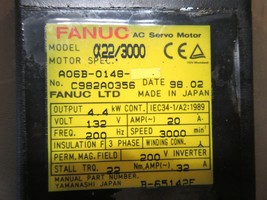 FANUC AC Servo Motor
MODEL α22/3000
MOTOR SPEC.
A06B-0148-
No. C982A0356 DATE 98.02
FANUC LTD MADE IN JAPAN
OUTPUT 4.4 kW CONT. IEC34-1/A2:1989
VOLT 132 V AMP(~) 20 A
FREQ. 200 Hz SPEED 3000 min⁻¹
INSULATION F 3 PHASE WINDING CONN. 人
PERM. MAG. FIELD 200 V INVERTER
STALL TRQ. 22 Nm AMP(~) 32 A
MANUAL PART NUMBER
YAMANASHI JAPAN B-65142E